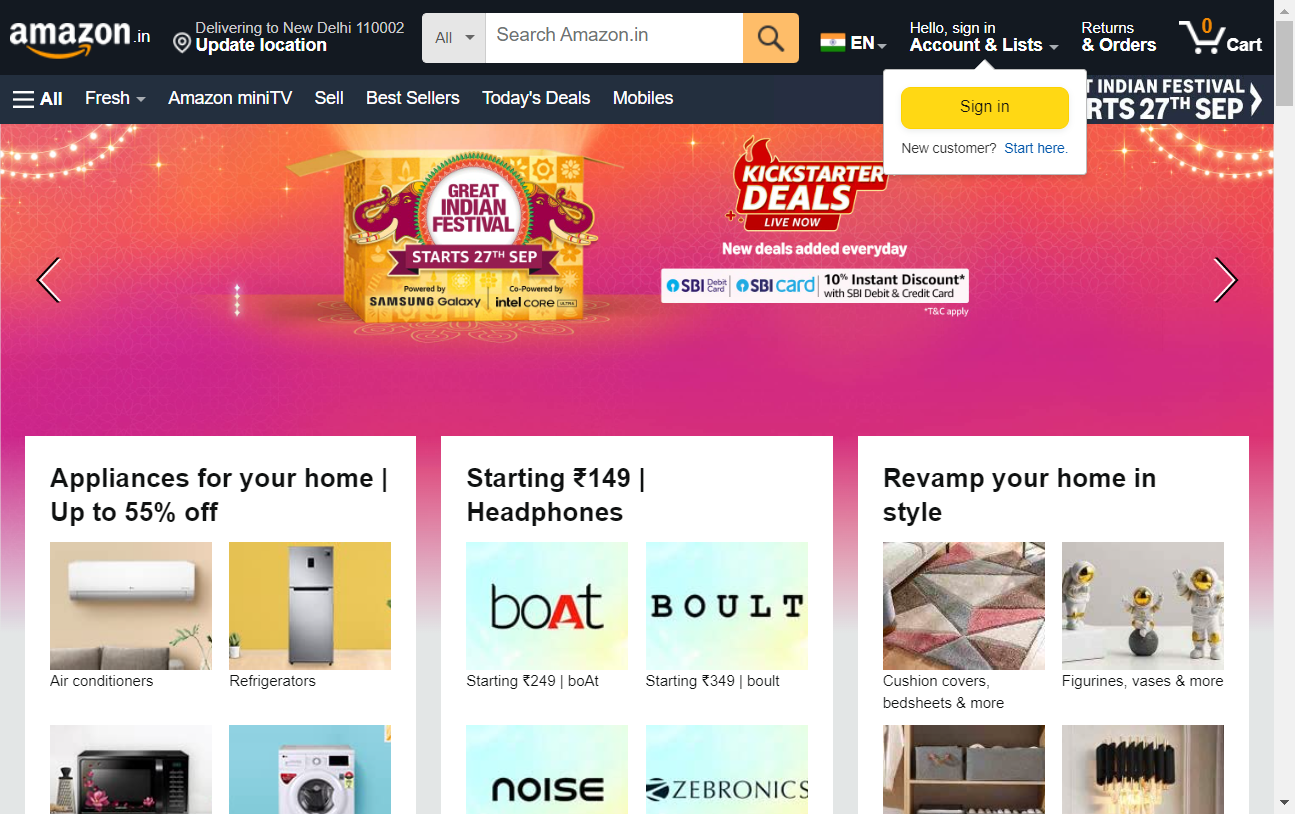 amazon.in
Delivering to New Delhi 110002
Update location
All
Search Amazon.in
EN
Hello, sign in
Account & Lists
Returns
& Orders
0
Cart
All
Fresh
Amazon miniTV
Sell
Best Sellers
Today's Deals
Mobiles
T INDIAN FESTIVAL
RTS 27TH SEP
Sign in
New customer? Start here.
GREAT
INDIAN
FESTIVAL
STARTS 27TH SEP
Powered by
SAMSUNG Galaxy
Co-Powered by
intel CORE ULTRA
KICKSTARTER
DEALS
LIVE NOW
New deals added everyday
SBI Debit Card
SBI card
10% Instant Discount*
with SBI Debit & Credit Card
*T&C apply
Appliances for your home |
Up to 55% off
Air conditioners
Refrigerators
Starting ₹149 |
Headphones
boAt
BOULT
Starting ₹249 | boAt
Starting ₹349 | boult
NOISE
ZEBRONICS
Revamp your home in
style
Cushion covers,
bedsheets & more
Figurines, vases & more